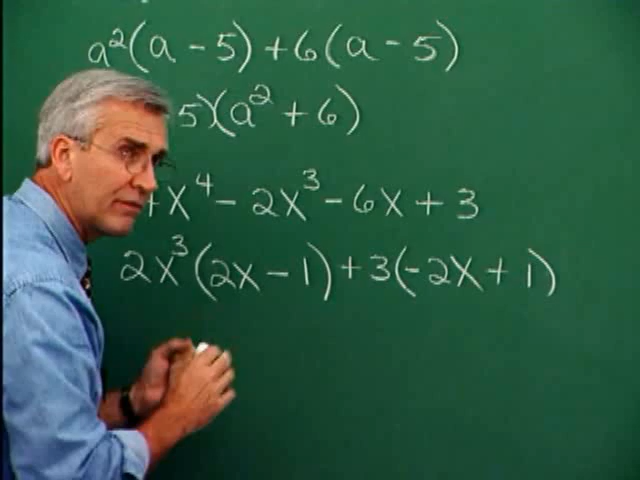 a²(a - 5) + 6(a - 5)
5)(a² + 6)
x⁴ - 2x³ - 6x + 3
2x³(2x - 1) + 3(-2x + 1)